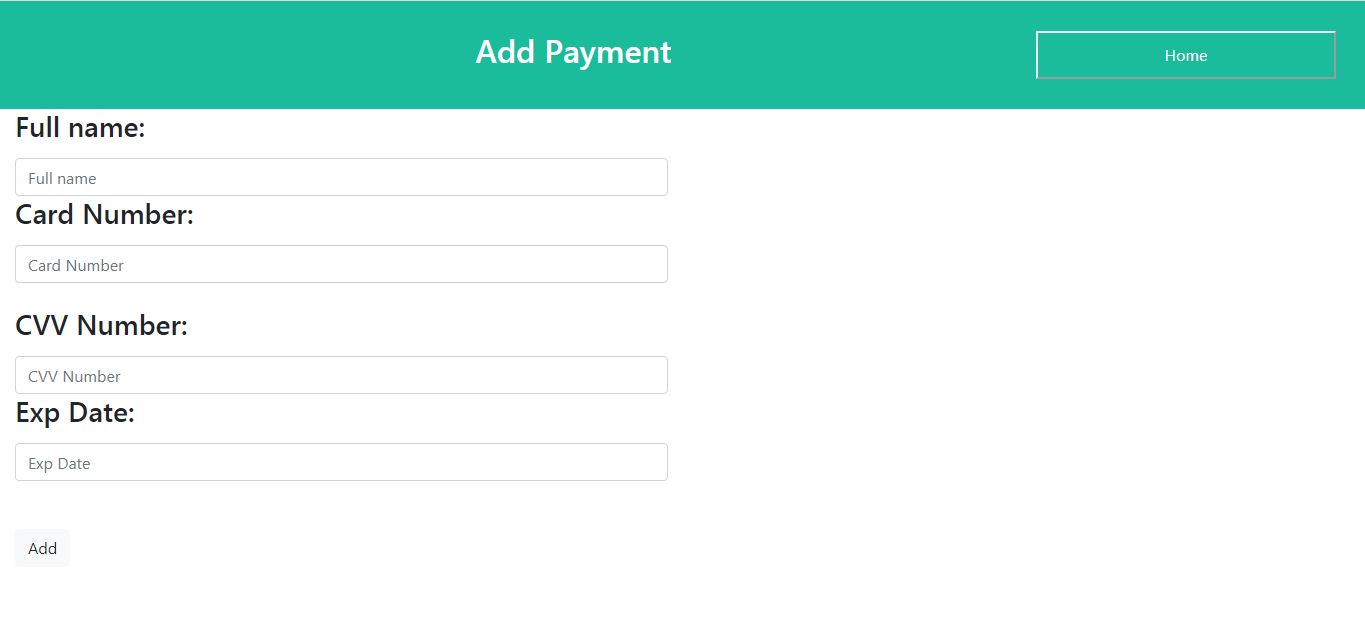 Add Payment
Home
Full name:
Full name
Card Number:
Card Number
CVV Number:
CVV Number
Exp Date:
Exp Date
Add